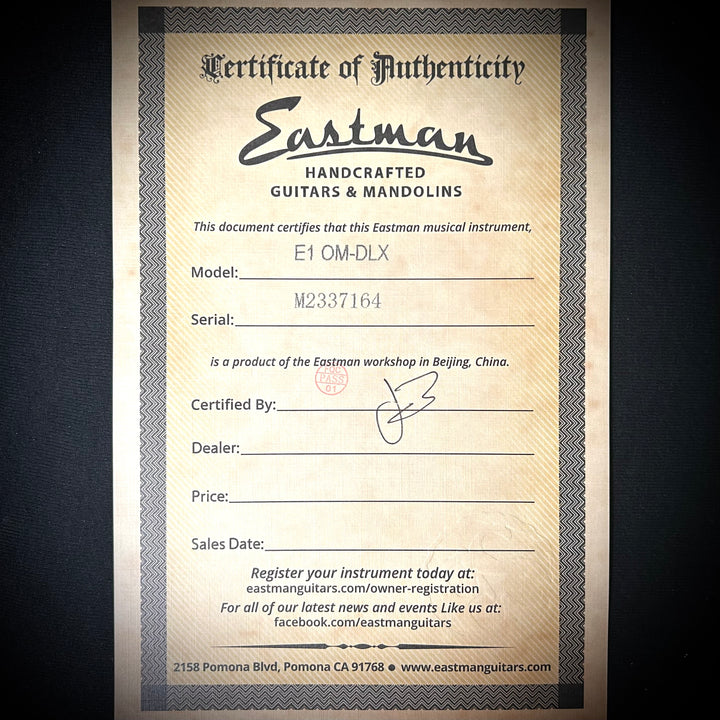 Certificate of Authenticity
Eastman
HANDCRAFTED
GUITARS & MANDOLINS
This document certifies that this Eastman musical instrument,
Model: E1 OM-DLX
Serial: M2337164
is a product of the Eastman workshop in Beijing, China.
PASS
01
Certified By:
Dealer:
Price:
Sales Date:
Register your instrument today at:
eastmanguitars.com/owner-registration
For all of our latest news and events Like us at:
facebook.com/eastmanguitars
2158 Pomona Blvd, Pomona CA 91768 ● www.eastmanguitars.com